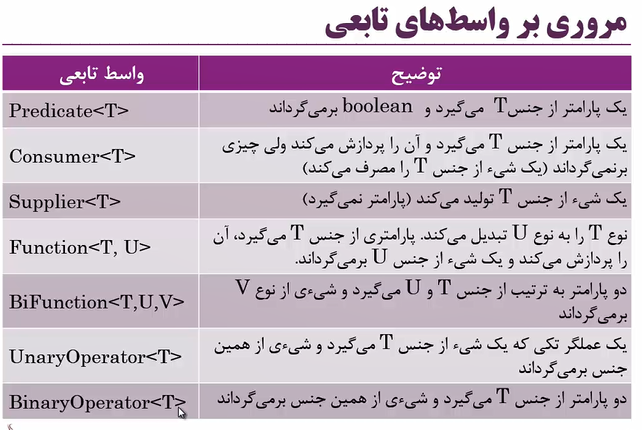 مروری بر واسط‌های تابعی
توضیح
واسط تابعی
یک پارامتر از جنس T می‌گیرد و boolean برمی‌گرداند
Predicate<T>
یک پارامتر از جنس T می‌گیرد و آن را پردازش می‌کند ولی چیزی
برنمی‌گرداند (یک شیء از جنس T را مصرف می‌کند)
Consumer<T>
یک شیء از جنس T تولید می‌کند (پارامتر نمی‌گیرد)
Supplier<T>
نوع T را به نوع U تبدیل می‌کند. پارامتری از جنس T می‌گیرد، آن
را پردازش می‌کند و یک شیء از جنس U برمی‌گرداند.
Function<T, U>
دو پارامتر به ترتیب از جنس T و U می‌گیرد و شیءی از نوع V
برمی‌گرداند
BiFunction<T,U,V>
یک عملگر تکی که یک شیء از جنس T می‌گیرد و شیءی از همین
جنس برمی‌گرداند
UnaryOperator<T>
دو پارامتر از جنس T می‌گیرد و شیءی از همین جنس برمی‌گرداند
BinaryOperator<T>